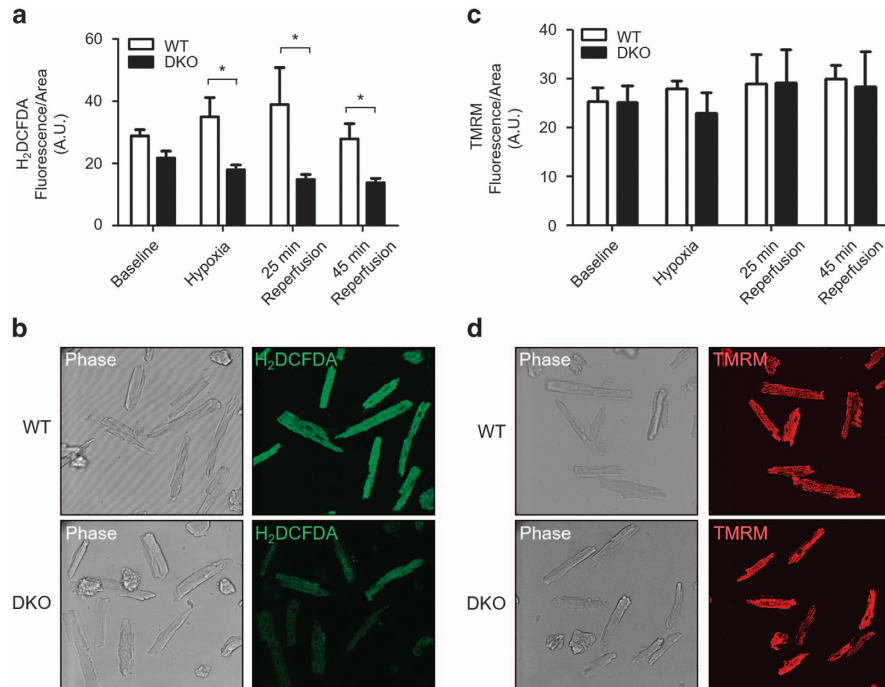 a
60
40
20
0
H₂DCFDA
Fluorescence/Area
(A.U.)
WT
DKO
*
*
*
Baseline
Hypoxia
25 min
Reperfusion
45 min
Reperfusion
c
40
30
20
10
0
TMRM
Fluorescence/Area
(A.U.)
WT
DKO
Baseline
Hypoxia
25 min
Reperfusion
45 min
Reperfusion
b
Phase
H₂DCFDA
WT
Phase
H₂DCFDA
DKO
d
Phase
TMRM
WT
Phase
TMRM
DKO